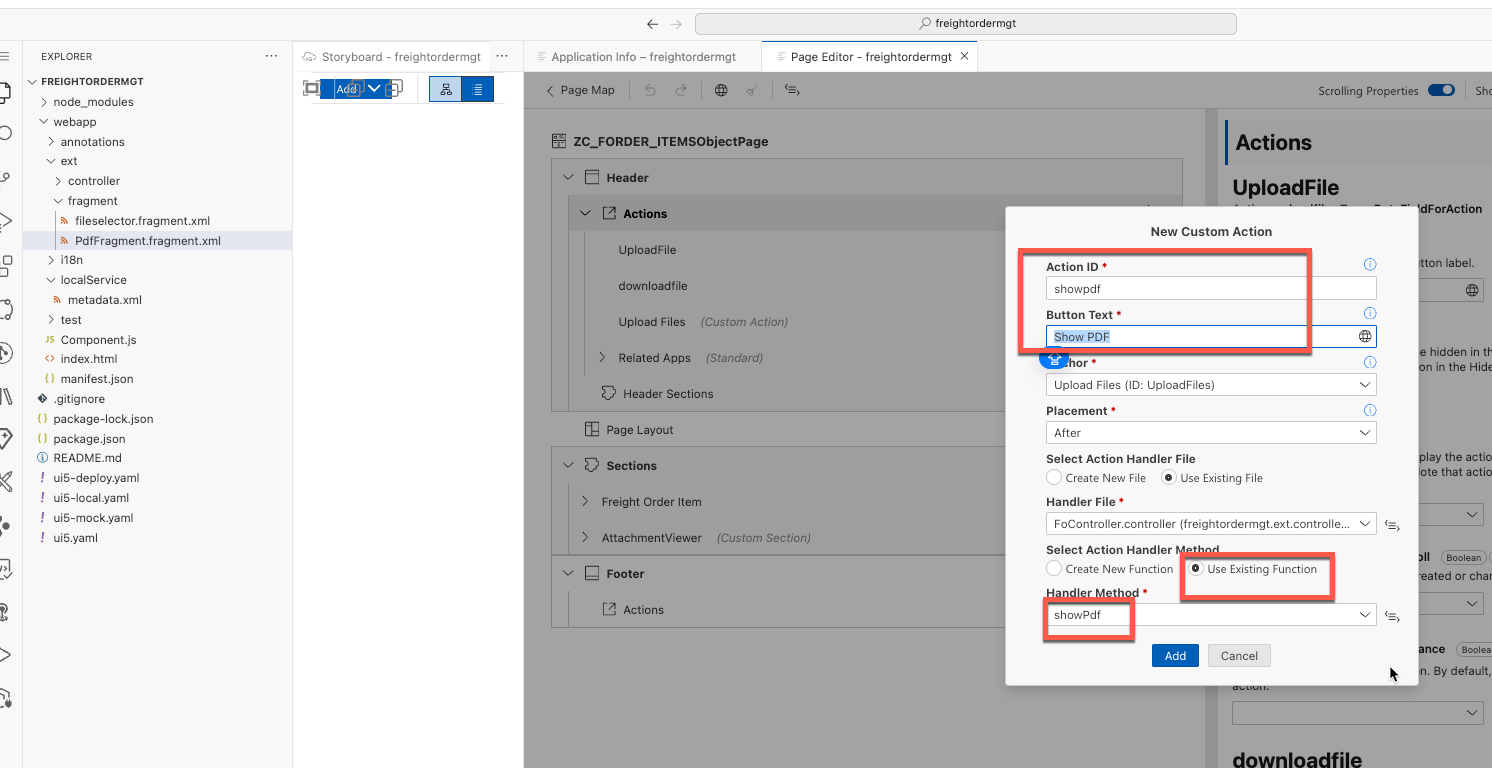 freightordermgt
EXPLORER
Storyboard - freightordermgt
Application Info – freightordermgt
Page Editor - freightordermgt
FREIGHTORDERMGT
node_modules
webapp
annotations
ext
controller
fragment
fileselector.fragment.xml
PdfFragment.fragment.xml
i18n
localService
metadata.xml
test
JS Component.js
index.html
manifest.json
.gitignore
package-lock.json
package.json
README.md
ui5-deploy.yaml
ui5-local.yaml
ui5-mock.yaml
ui5.yaml
Add
Page Map
Scrolling Properties
Sho
ZC_FORDER_ITEMSObjectPage
Header
Actions
UploadFile
downloadfile
Upload Files (Custom Action)
Related Apps (Standard)
Header Sections
Page Layout
Sections
Freight Order Item
AttachmentViewer (Custom Section)
Footer
Actions
Actions
UploadFile
FieldForAction
utton label.
e hidden in th
on in the Hide
play the actio
lote that actio
oll Boolean
reated or char
ance Boolea
n. By default,
action.
downloadfile
New Custom Action
Action ID *
showpdf
Button Text *
Show PDF
chor *
Upload Files (ID: UploadFiles)
Placement *
After
Select Action Handler File
Create New File
Use Existing File
Handler File *
FoController.controller (freightordermgt.ext.controlle...
Select Action Handler Method
Create New Function
Use Existing Function
Handler Method *
showPdf
Add
Cancel